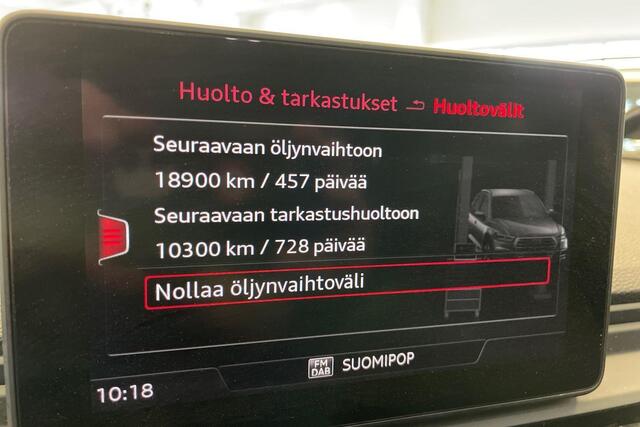 Huolto & tarkastukset Huoltovälit
Seuraavaan öljynvaihtoon
18900 km / 457 päivää
Seuraavaan tarkastushuoltoon
10300 km / 728 päivää
Nollaa öljynvaihtoväli
FM
DAB
SUOMIPOP
10:18